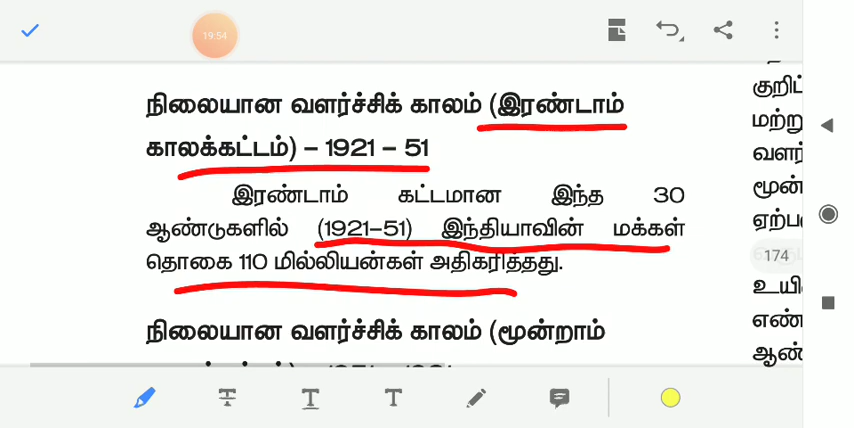 19:54
நிலையான வளர்ச்சிக் காலம் (இரண்டாம்
காலக்கட்டம்) – 1921 – 51
இரண்டாம் கட்டமான இந்த 30
ஆண்டுகளில் (1921–51) இந்தியாவின் மக்கள்
தொகை 110 மில்லியன்கள் அதிகரித்தது.
நிலையான வளர்ச்சிக் காலம் (மூன்றாம்
174
மற்று
வளர்
மூன்
ஏற்ப
எண்
ஆண்